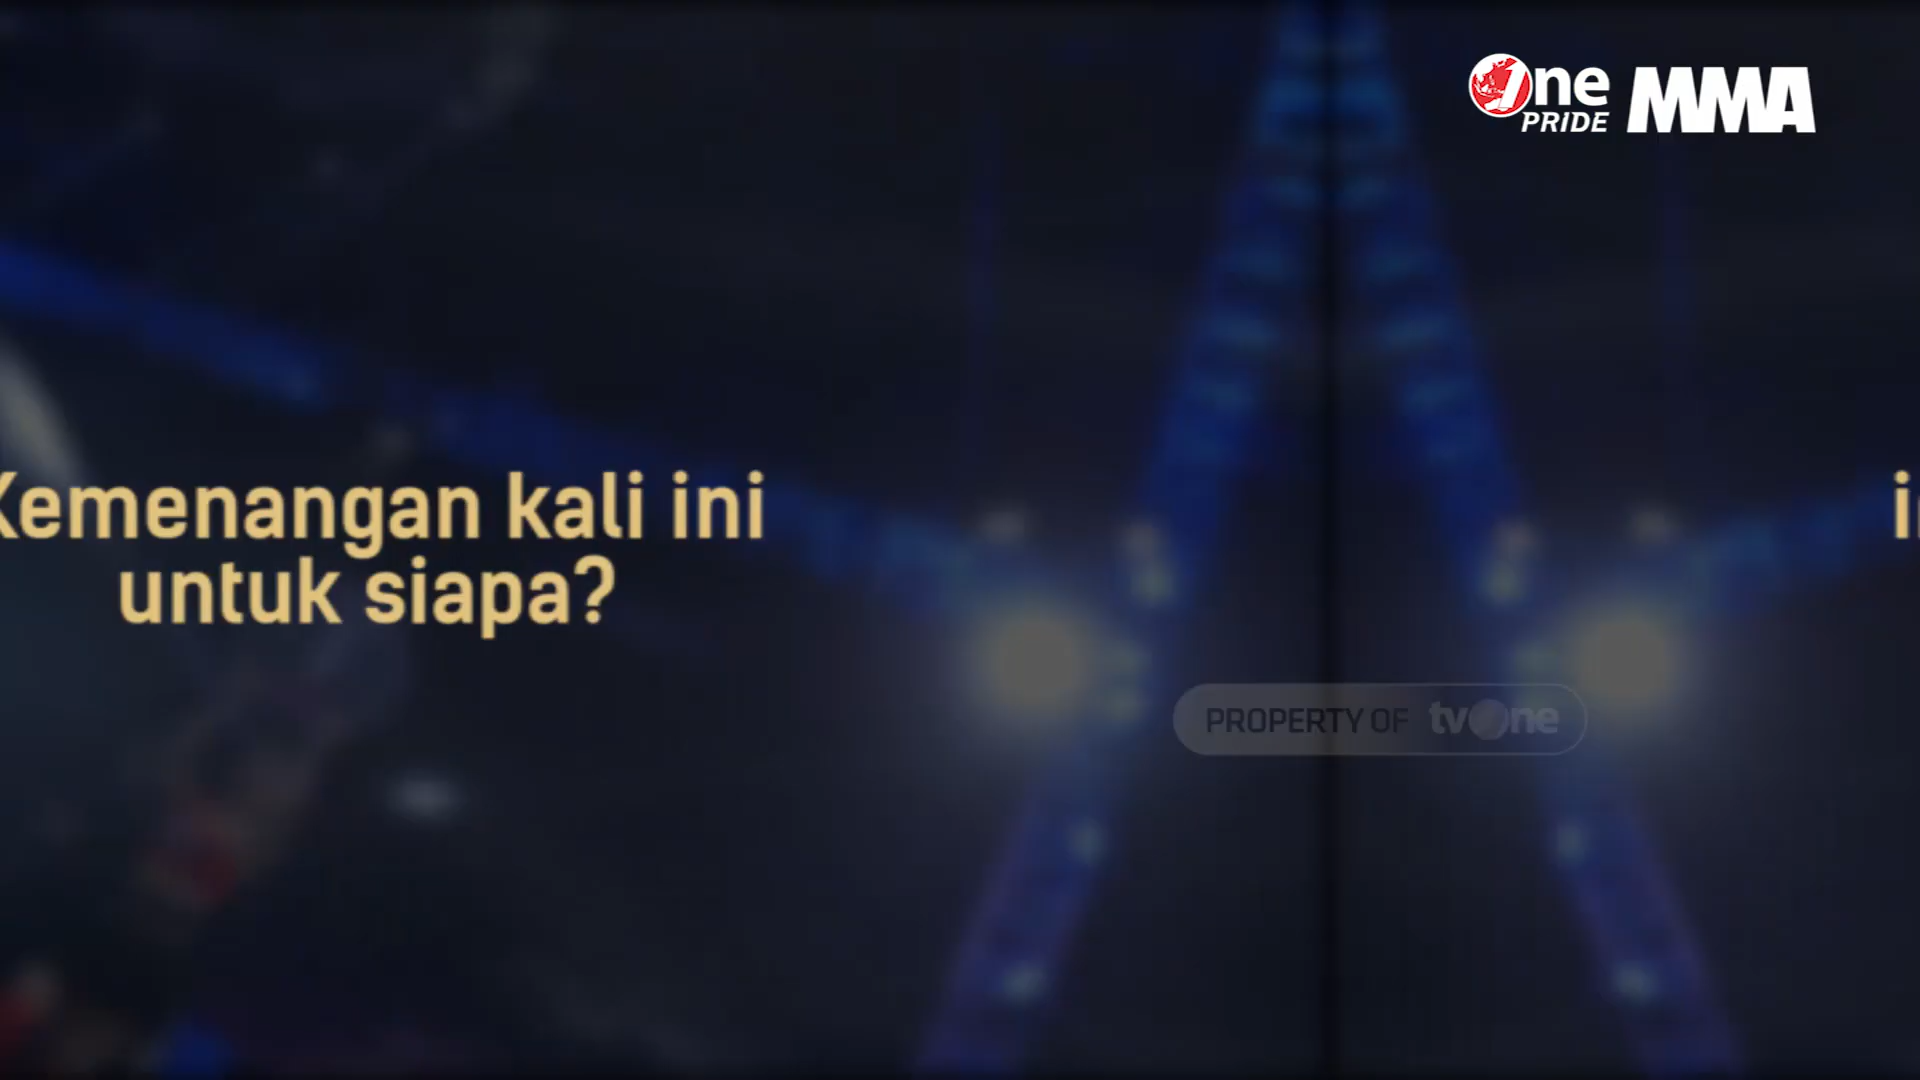 One
PRIDE MMA
Kemenangan kali ini
untuk siapa?
PROPERTY OF tvOne